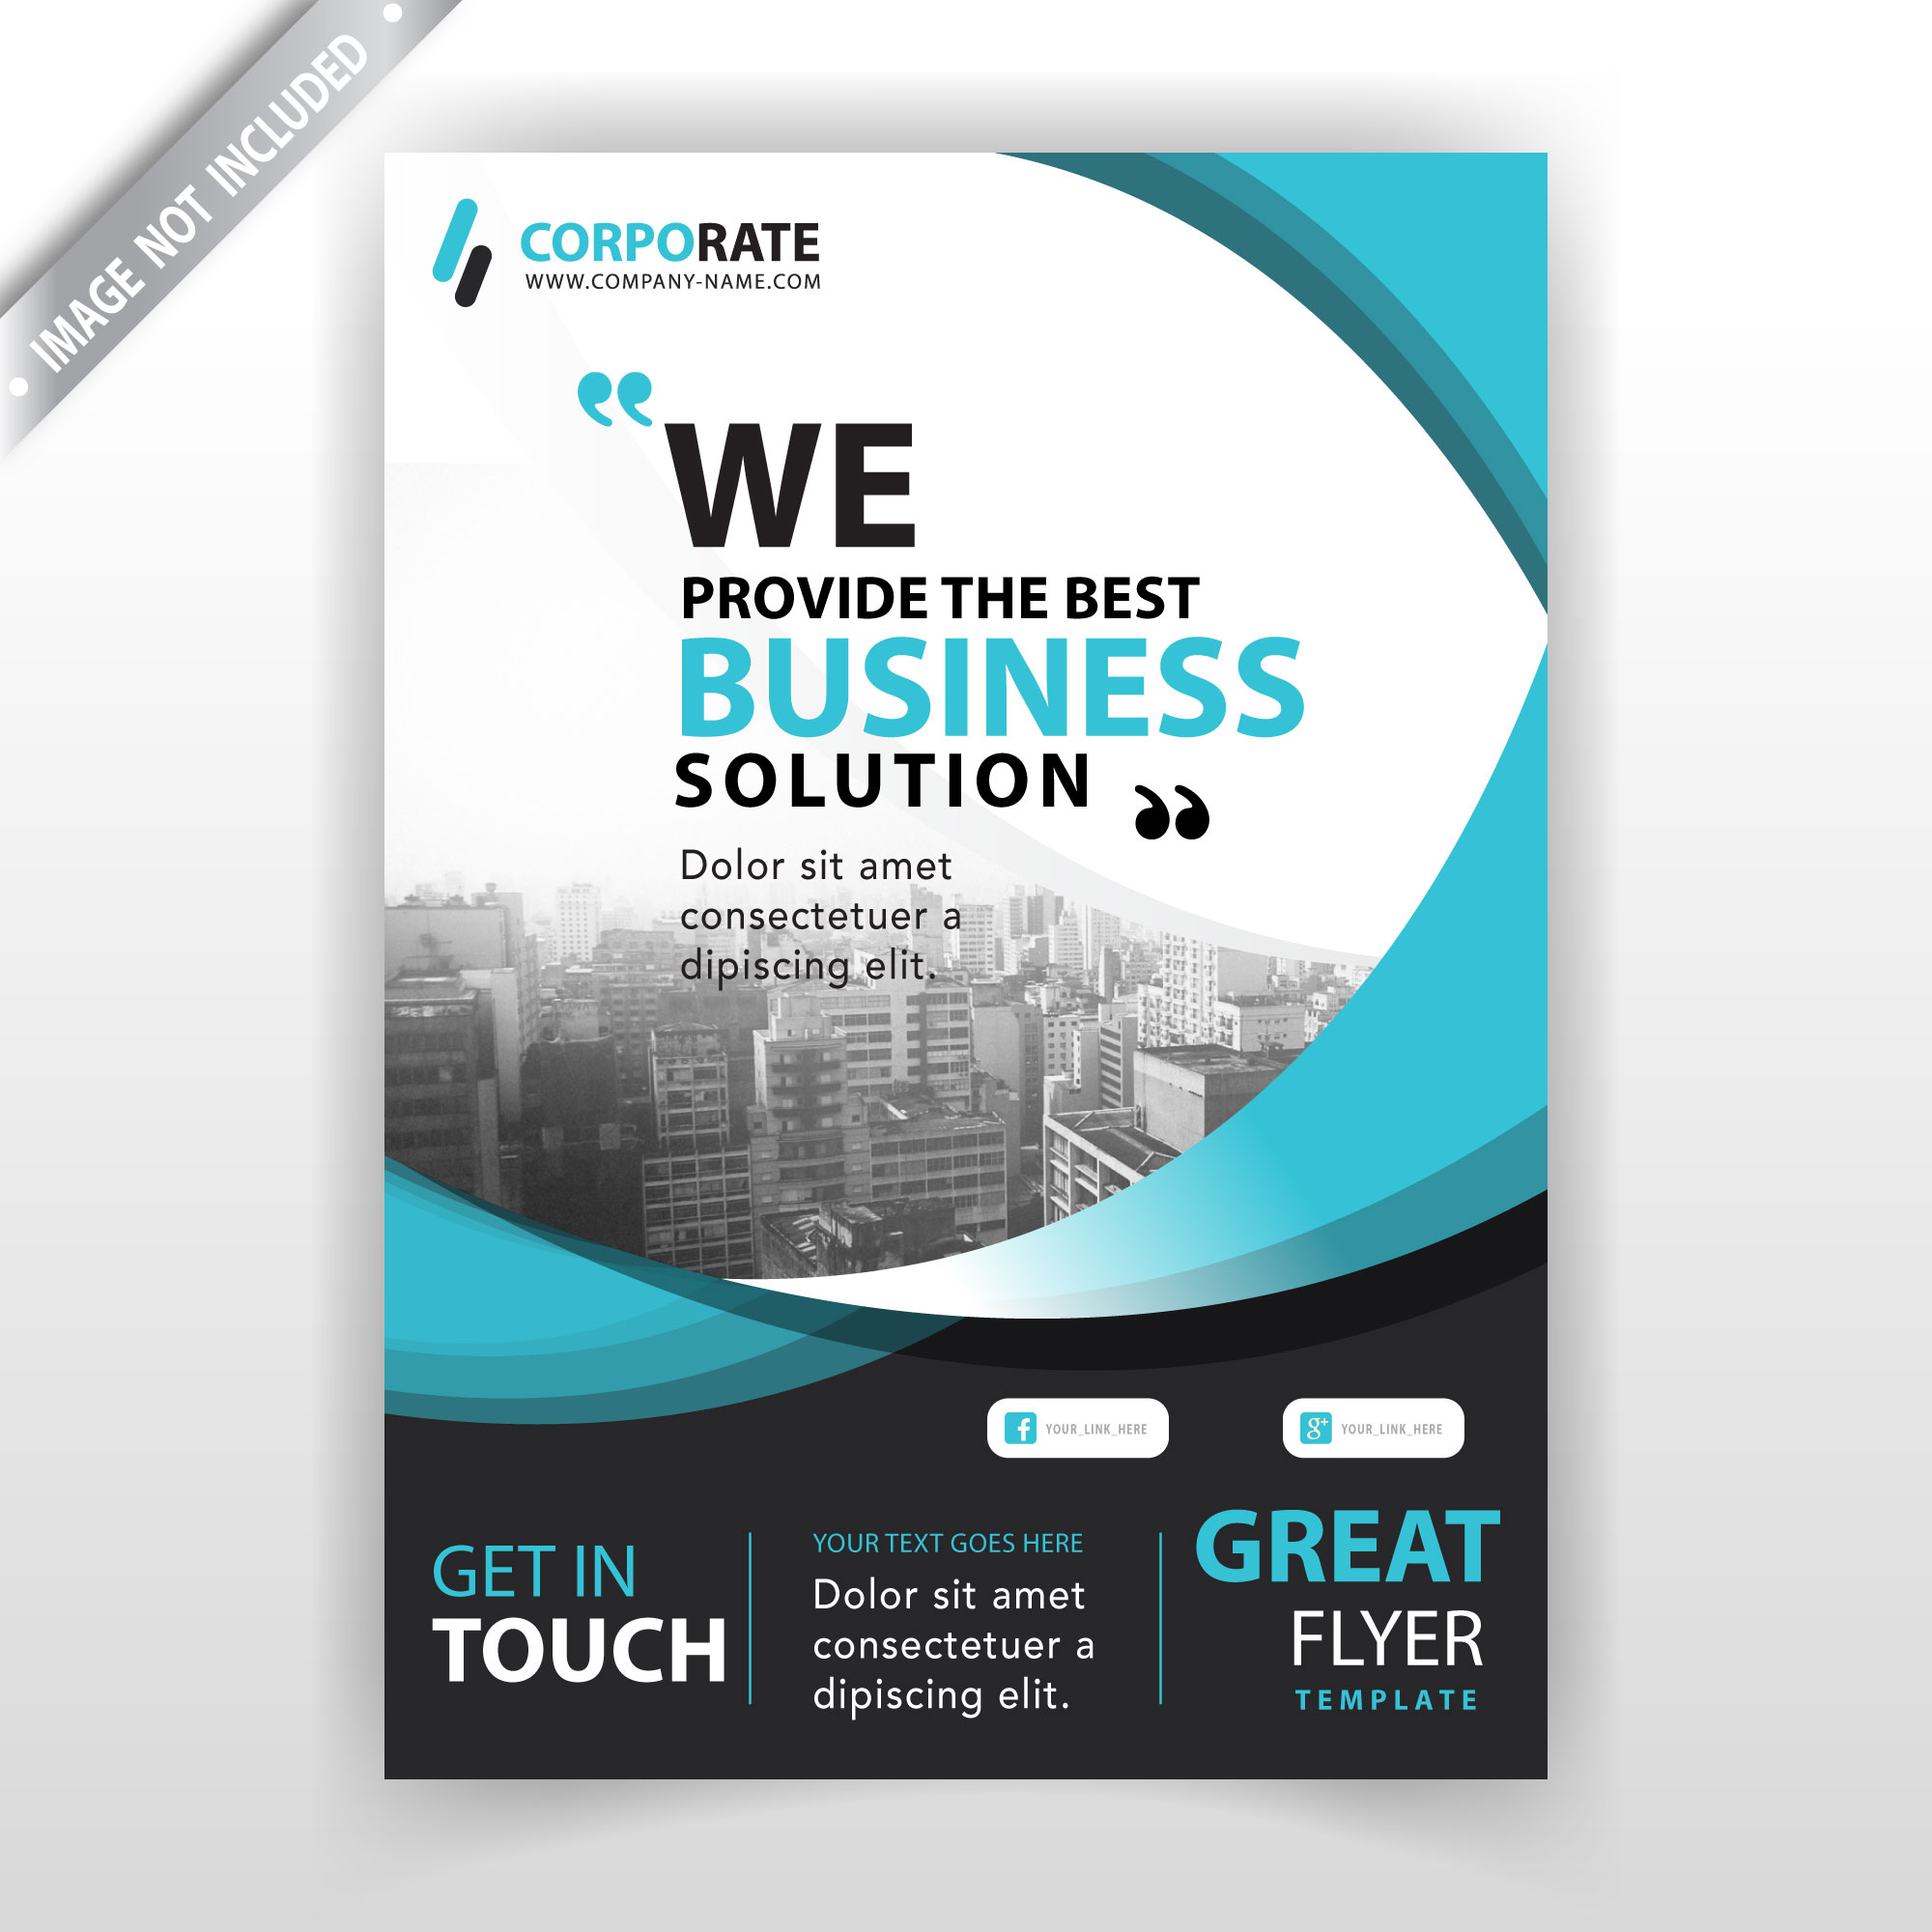 IMAGE NOT INCLUDED
CORPORATE
WWW.COMPANY-NAME.COM
“WE
PROVIDE THE BEST
BUSINESS
SOLUTION”
Dolor sit amet
consectetuer a
dipiscing elit.
f YOUR_LINK_HERE
g+ YOUR_LINK_HERE
GET IN
TOUCH
YOUR TEXT GOES HERE
Dolor sit amet
consectetuer a
dipiscing elit.
GREAT
FLYER
TEMPLATE